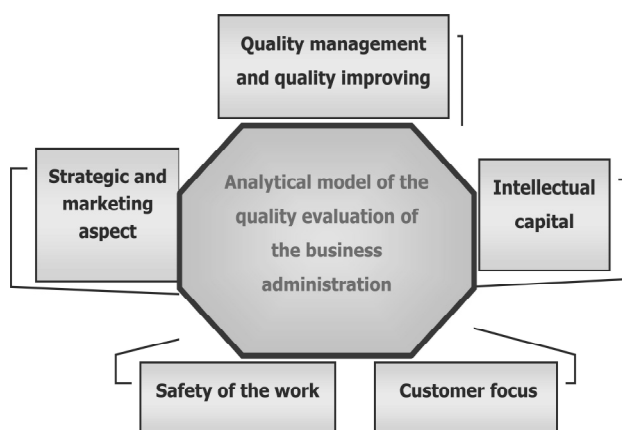 Quality management
and quality improving
Strategic and
marketing
aspect
Analytical model of the
quality evaluation of
the business
administration
Intellectual
capital
Safety of the work
Customer focus